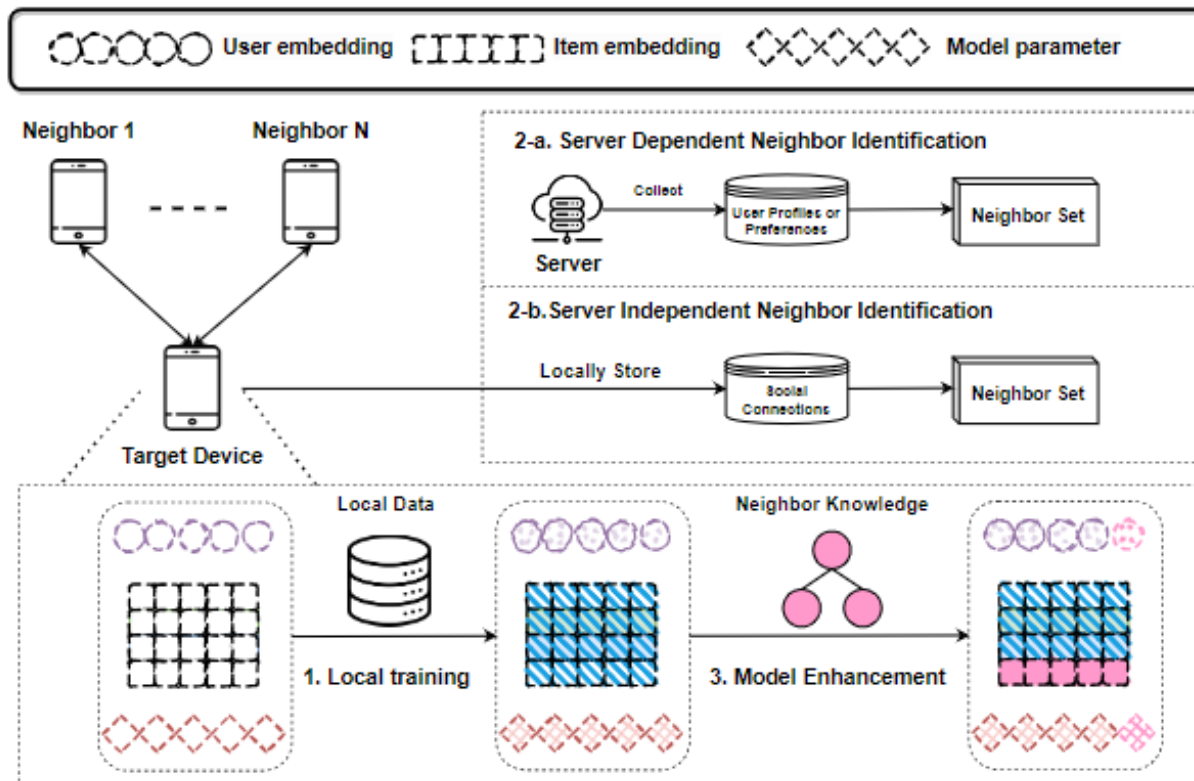 User embedding
Item embedding
Model parameter
Neighbor 1
Neighbor N
2-a. Server Dependent Neighbor Identification
Collect
User Profiles or
Preferences
Neighbor Set
Server
2-b.Server Independent Neighbor Identification
Locally Store
Social
Connections
Neighbor Set
Target Device
Local Data
Neighbor Knowledge
1. Local training
3. Model Enhancement